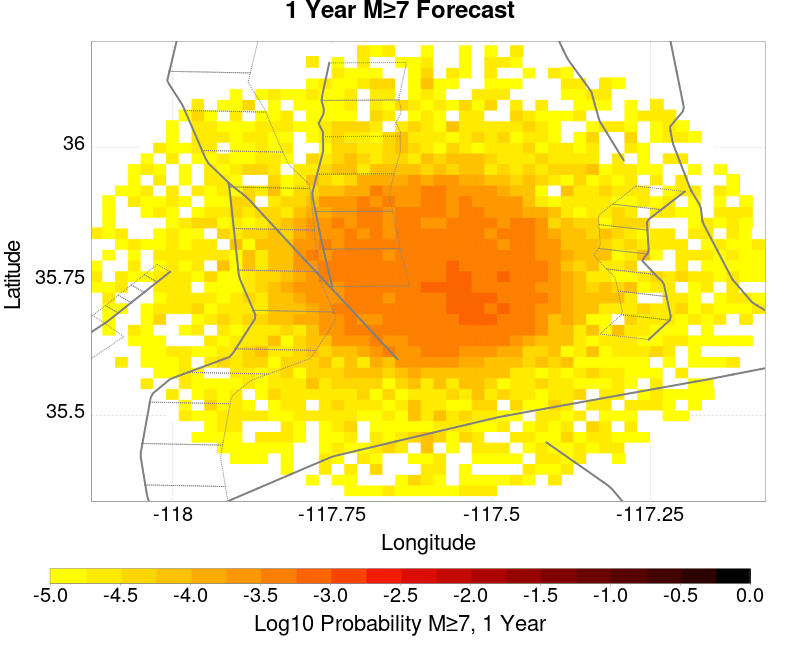 1 Year M≥7 Forecast
36
35.75
35.5
Latitude
-118 -117.75 -117.5 -117.25
Longitude
-5.0 -4.5 -4.0 -3.5 -3.0 -2.5 -2.0 -1.5 -1.0 -0.5 0.0
Log10 Probability M≥7, 1 Year